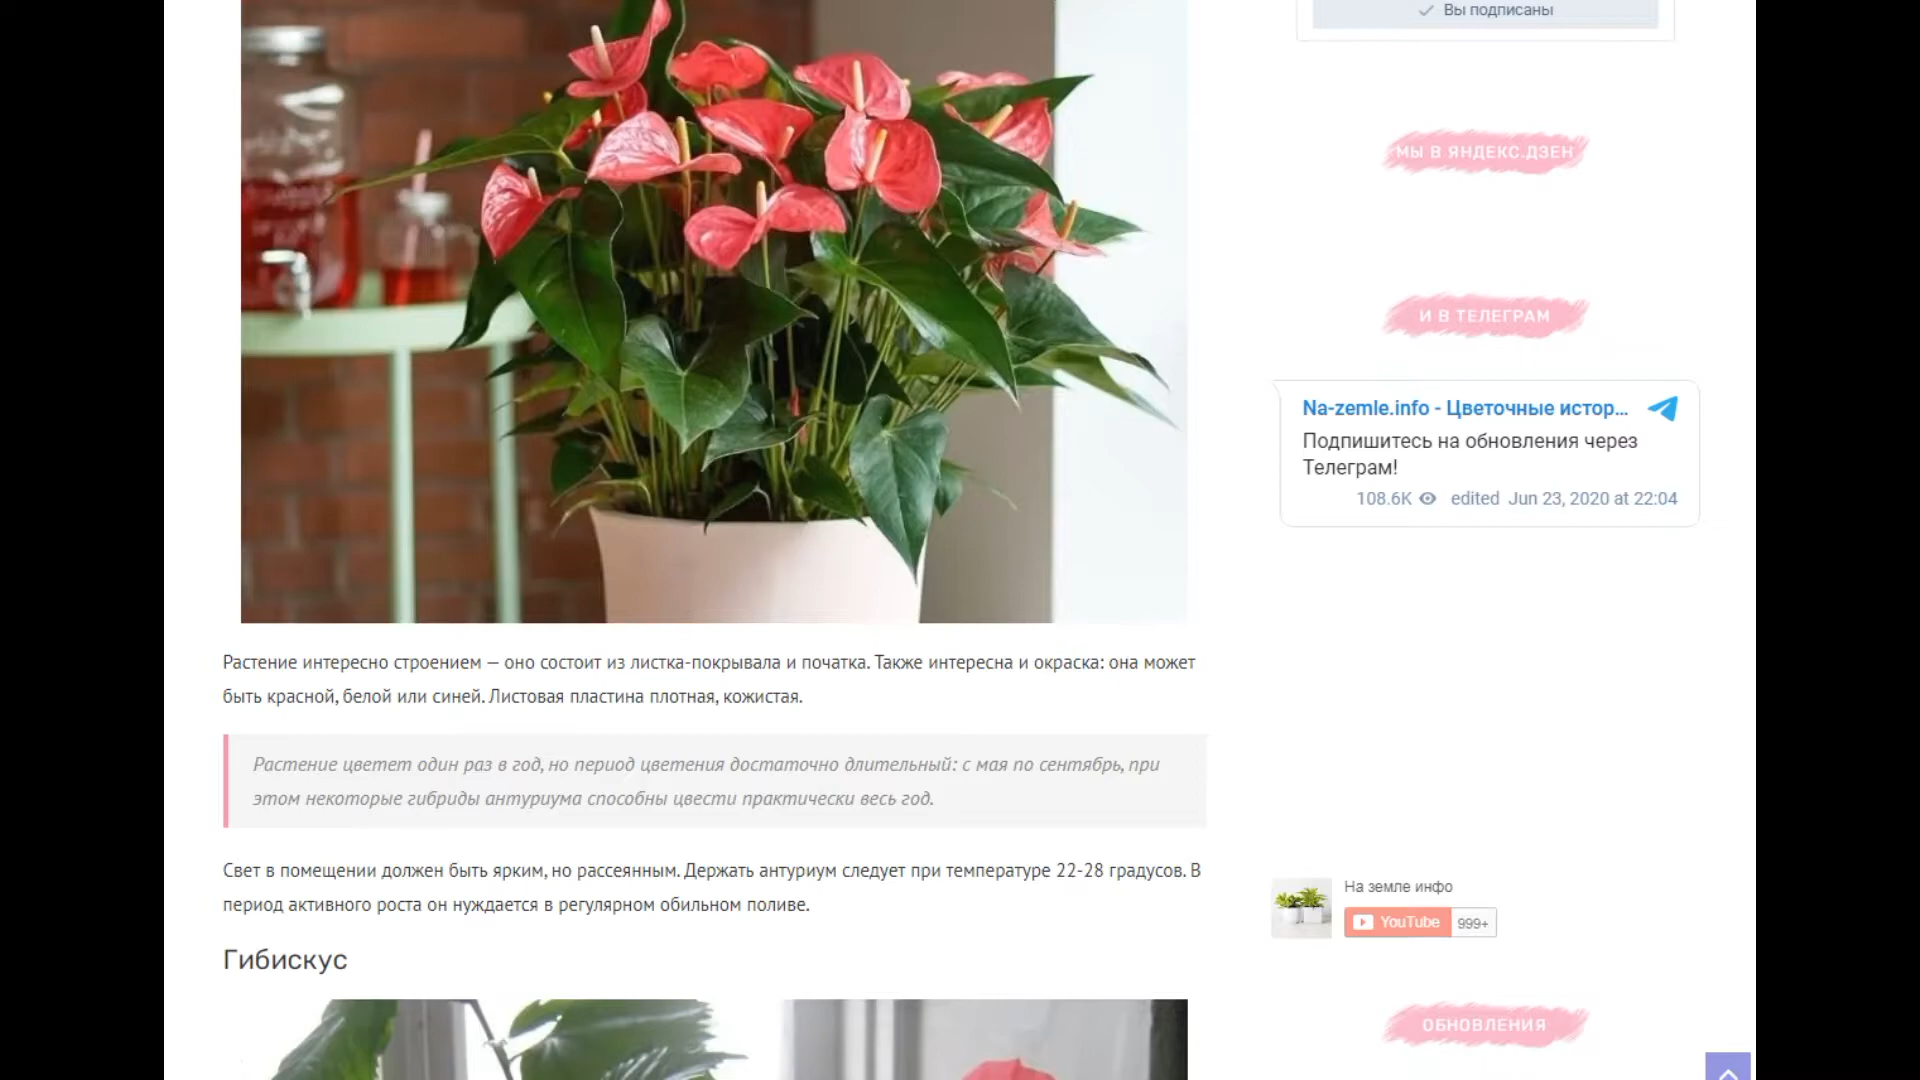 Вы подписаны
МЫ В ЯНДЕКС.ДЗЕН
И В ТЕЛЕГРАМ
Na-zemle.info - Цветочные истор...
Подпишитесь на обновления через
Телеграм!
108.6K edited Jun 23, 2020 at 22:04
Растение интересно строением — оно состоит из листка-покрывала и початка. Также интересна и окраска: она может
быть красной, белой или синей. Листовая пластина плотная, кожистая.
Растение цветет один раз в год, но период цветения достаточно длительный: с мая по сентябрь, при
этом некоторые гибриды антуриума способны цвести практически весь год.
Свет в помещении должен быть ярким, но рассеянным. Держать антуриум следует при температуре 22-28 градусов. В
период активного роста он нуждается в регулярном обильном поливе.
На земле инфо
YouTube 999+
Гибискус
ОБНОВЛЕНИЯ